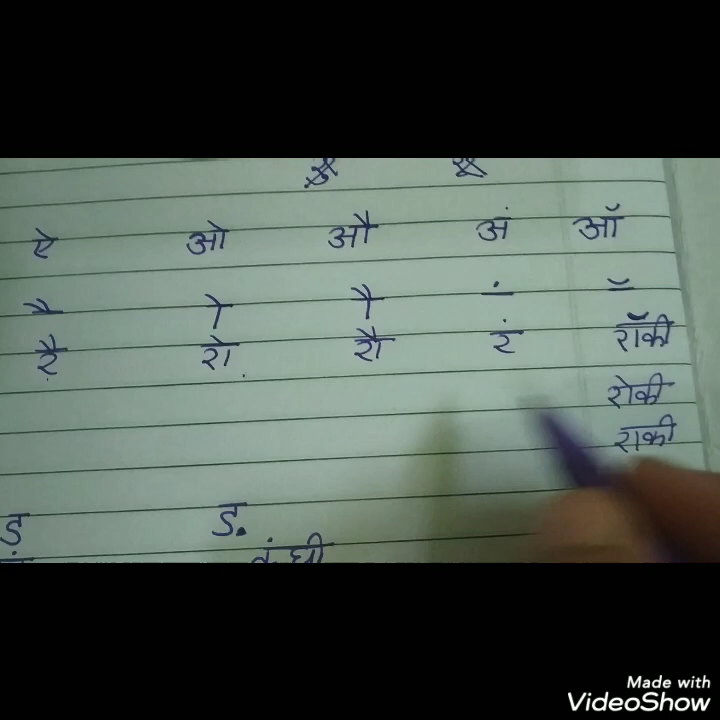 ऐ ओ औ अं ऑ
ै ो ौ ं ॅ
रै रो रौ रं रॉकी
रोकी
राकी
ड ड.
कंघी
Made with
VideoShow